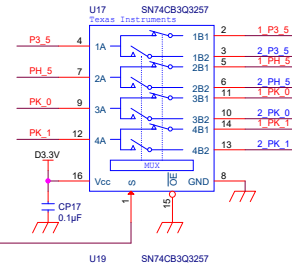 U17 SN74CB3Q3257
Texas Instruments
P3_5 4 1A 1B1 2 1_P3_5
1B2 3 2_P3_5
PH_5 7 2A 2B1 5 1_PH_5
2B2 6 2_PH_5
PK_0 9 3A 3B1 11 1_PK_0
3B2 10 2_PK_0
PK_1 12 4A 4B1 14 1_PK_1
4B2 13 2_PK_1
MUX
D3.3V
16 Vcc S OE GND 8
CP17
0.1µF
1 15
U19 SN74CB3Q3257